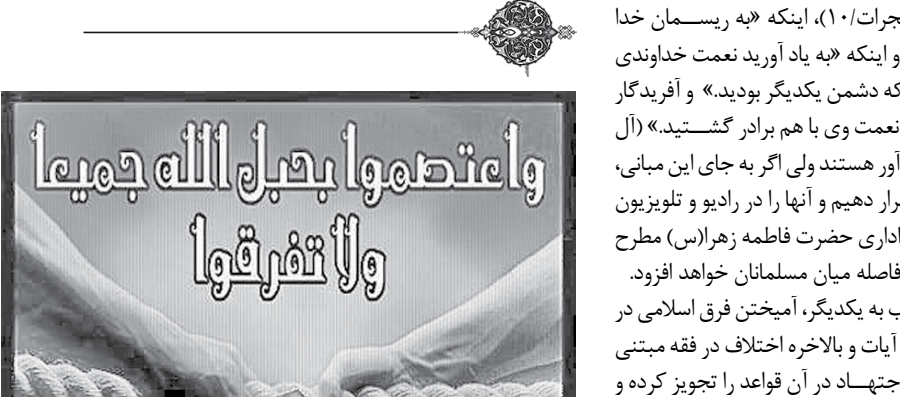 جرات/۱۰)، اینکه «به ریسمان خدا
و اینکه «به یاد آورید نعمت خداوندی
که دشمن یکدیگر بودید.» و آفریدگار
نعمت وی با هم برادر گشتید.» (آل
آور هستند ولی اگر به جای این مبانی،
رار دهیم و آنها را در رادیو و تلویزیون
اداری حضرت فاطمه زهرا(س) مطرح
فاصله میان مسلمانان خواهد افزود.
ب به یکدیگر، آمیختن فرق اسلامی در
آیات و بالاخره اختلاف در فقه مبتنی
جتهاد در آن قواعد را تجویز کرده و
واعتصموا بحبل الله جميعا
ولا تفرقوا